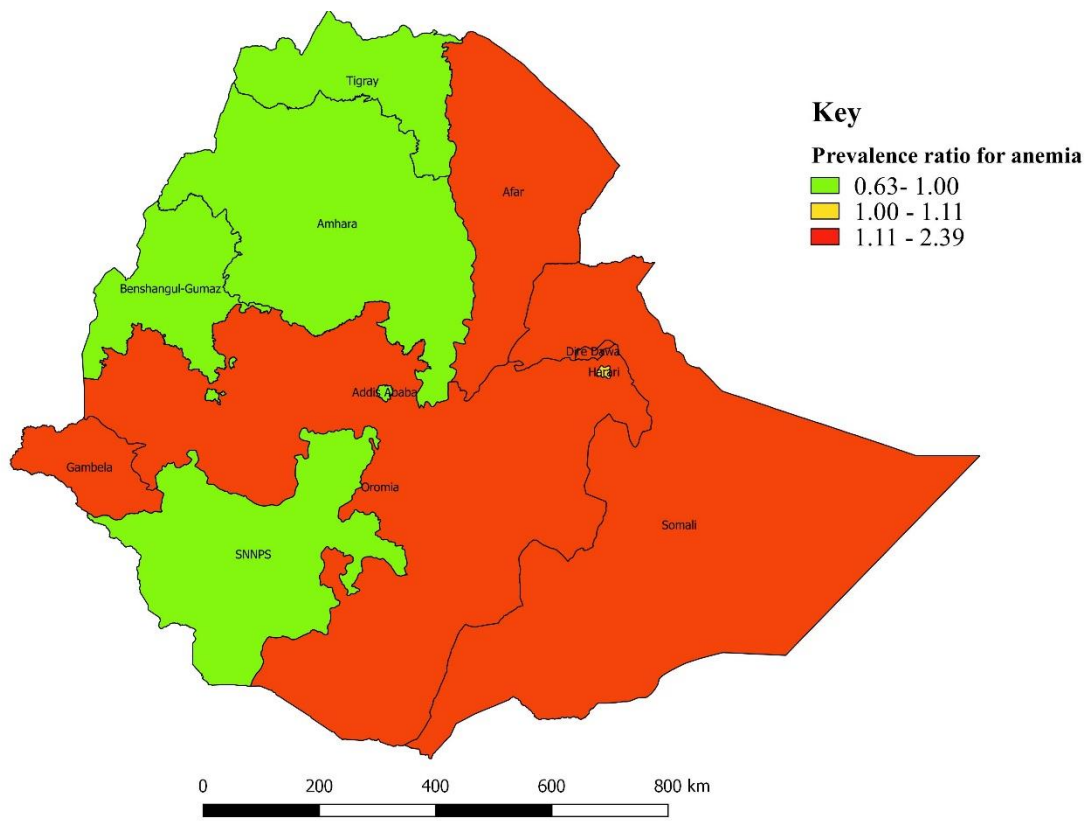 Tigray
Key
Prevalence ratio for anemia
0.63- 1.00
1.00 - 1.11
1.11 - 2.39
Afar
Amhara
Benshangul-Gumaz
Dire Dawa
Harari
Addis Ababa
Gambela
Oromia
Somali
SNNPS
0 200 400 600 800 km